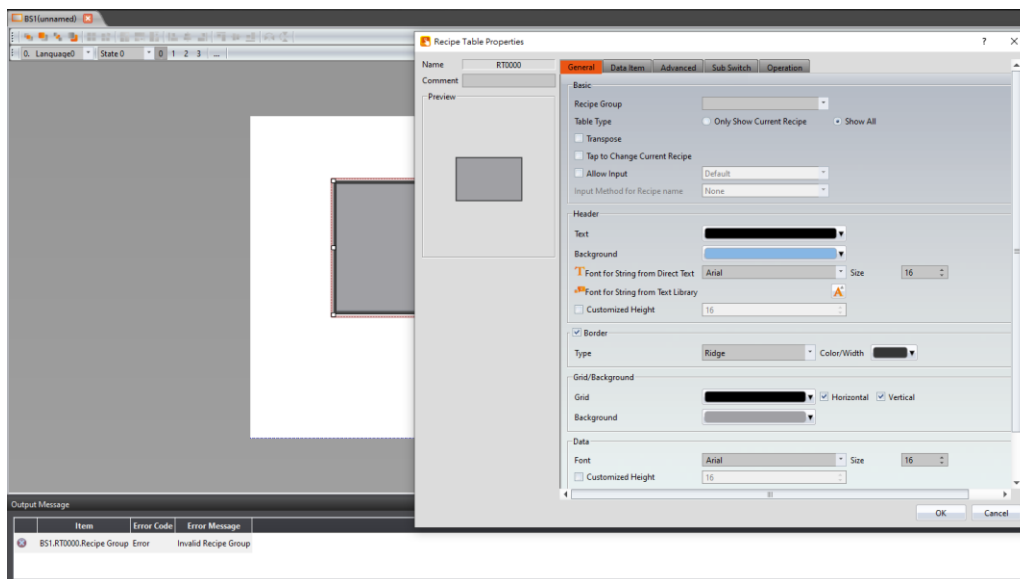 BS1(unnamed)
0. Language0 State 0 0 1 2 3 ...
Recipe Table Properties
Name RT0000
Comment
Preview
General Data Item Advanced Sub Switch Operation
Basic
Recipe Group
Table Type Only Show Current Recipe Show All
Transpose
Tap to Change Current Recipe
Allow Input Default
Input Method for Recipe name None
Header
Text
Background
Font for String from Direct Text Arial Size 16
Font for String from Text Library
Customized Height 16
Border
Type Ridge Color/Width
Grid/Background
Grid Horizontal Vertical
Background
Data
Font Arial Size 16
Customized Height 16
OK Cancel
Output Message
Item Error Code Error Message
BS1.RT0000.Recipe Group Error Invalid Recipe Group